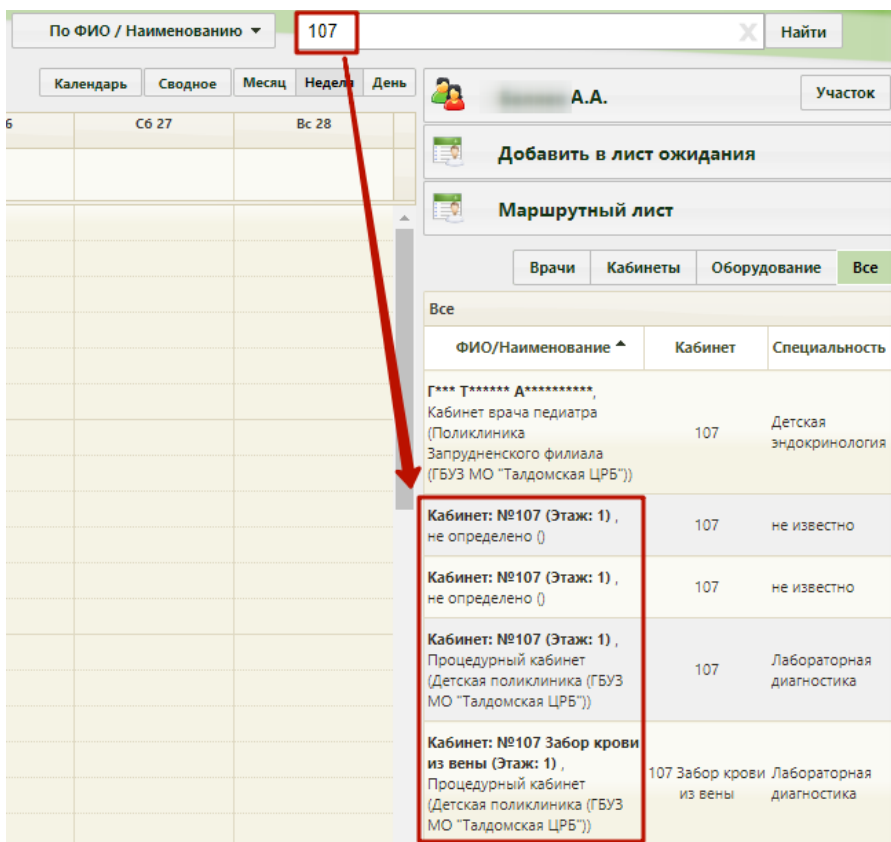 По ФИО / Наименованию
107
X
Найти
Календарь
Сводное
Месяц
Неделя
День
А.А.
Участок
6
Сб 27
Вс 28
Добавить в лист ожидания
Маршрутный лист
Врачи
Кабинеты
Оборудование
Все
Все
ФИО/Наименование
Кабинет
Специальность
Г*** Т****** А**********,
Кабинет врача педиатра
(Поликлиника
Запрудненского филиала
(ГБУЗ МО "Талдомская ЦРБ"))
107
Детская
эндокринология
Кабинет: №107 (Этаж: 1) ,
не определено ()
107
не известно
Кабинет: №107 (Этаж: 1) ,
не определено ()
107
не известно
Кабинет: №107 (Этаж: 1) ,
Процедурный кабинет
(Детская поликлиника (ГБУЗ
МО "Талдомская ЦРБ"))
107
Лабораторная
диагностика
Кабинет: №107 Забор крови
из вены (Этаж: 1) ,
Процедурный кабинет
(Детская поликлиника (ГБУЗ
МО "Талдомская ЦРБ"))
107 Забор крови
из вены
Лабораторная
диагностика